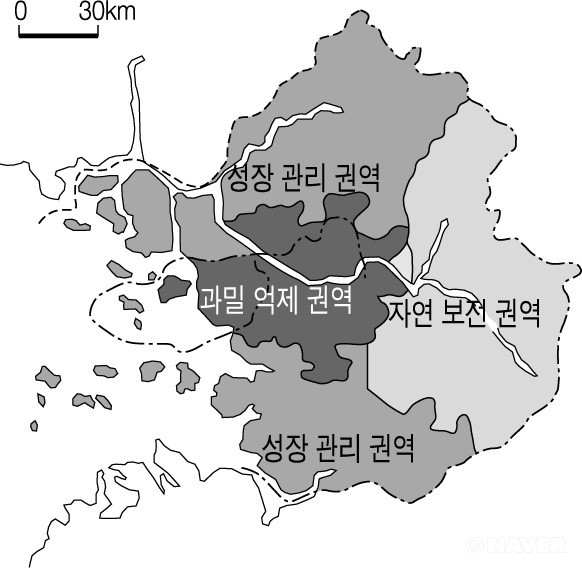 0 30km
성장 관리 권역
과밀 억제 권역
자연 보전 권역
성장 관리 권역
© NAVER